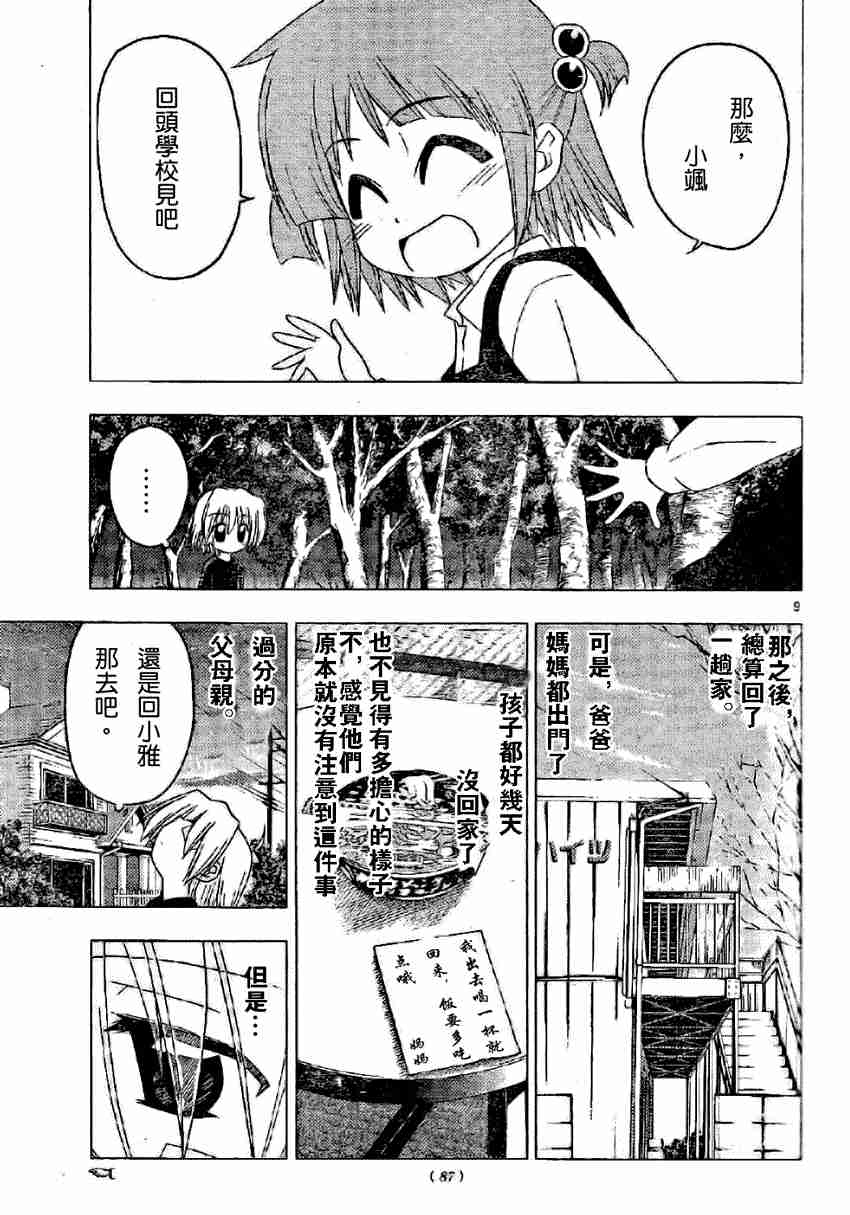 那麼，
小颯
回頭學校見吧
……
9
那之後，
總算回了
一趟家。
可是，爸爸
媽媽都出門了
ハイツ
孩子都好幾天
沒回家了
也不見得有多擔心的樣子
不，感覺他們
原本就沒有注意到這件事
我出去喝一杯就
回來，飯要多吃
点哦
媽媽
過分的
父母親。
還是回小雅
那去吧。
但是…
（87）